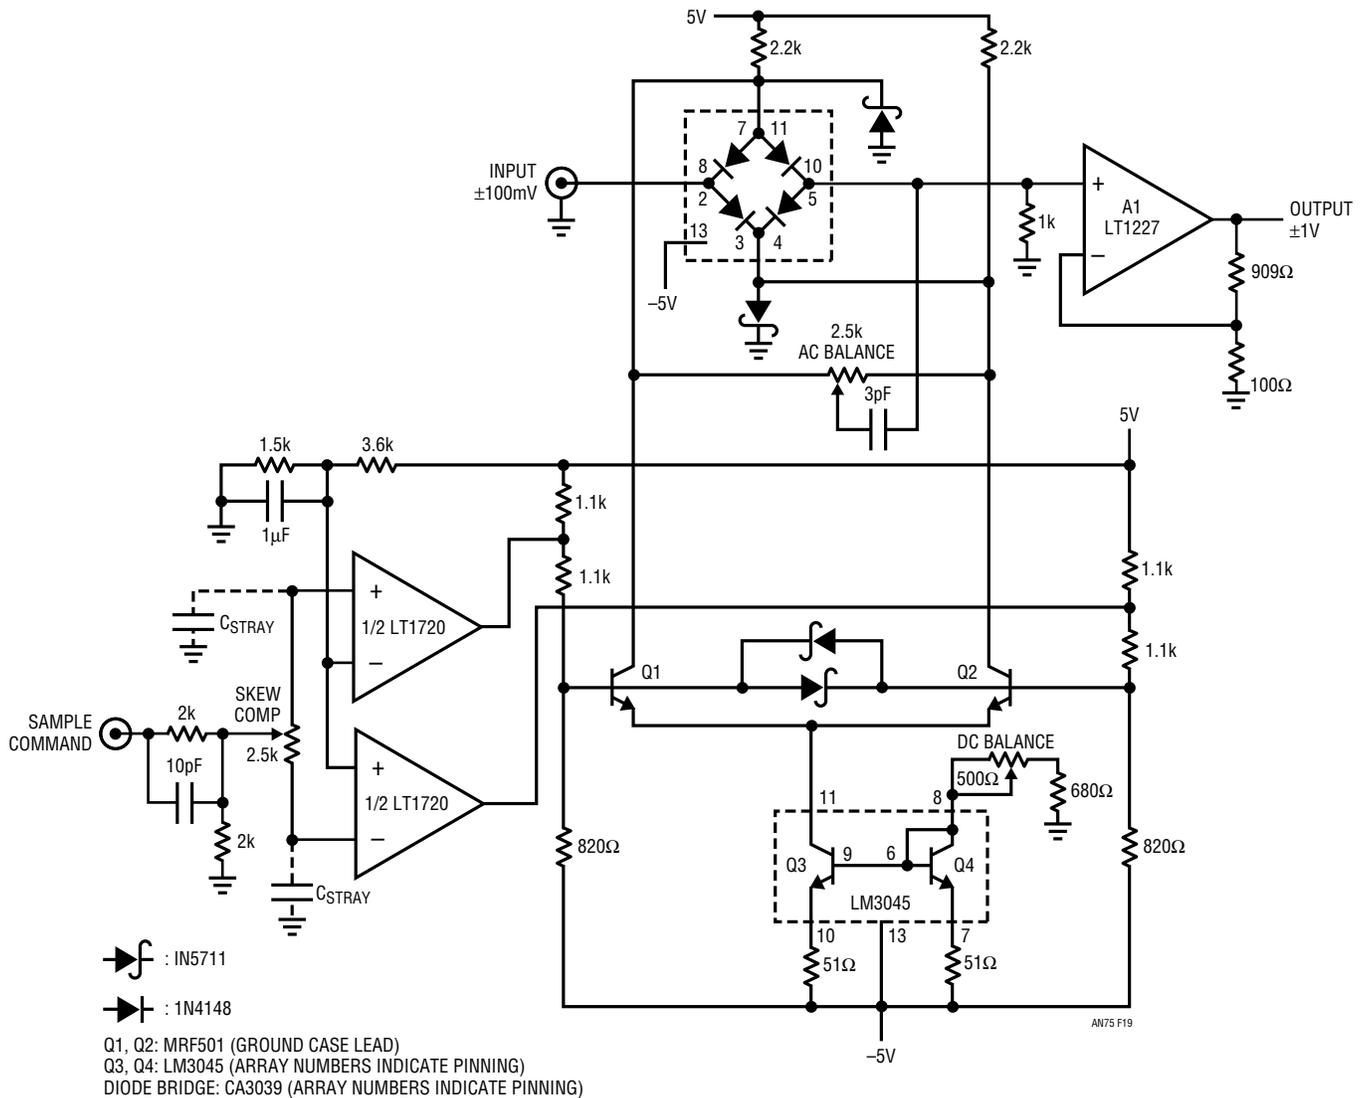 5V
2.2k
2.2k
7
11
8
10
2
5
13
3
4
INPUT
±100mV
–5V
+
–
A1
LT1227
1k
OUTPUT
±1V
909Ω
100Ω
2.5k
AC BALANCE
3pF
5V
1.5k
3.6k
1µF
1.1k
1.1k
1.1k
1.1k
CSTRAY
+
–
1/2 LT1720
SKEW
COMP
2.5k
SAMPLE
COMMAND
2k
10pF
2k
+
–
1/2 LT1720
CSTRAY
Q1
Q2
DC BALANCE
500Ω
680Ω
11
8
820Ω
820Ω
Q3
9
6
Q4
LM3045
10
13
7
51Ω
51Ω
–5V
: IN5711
: 1N4148
AN75 F19
Q1, Q2: MRF501 (GROUND CASE LEAD)
Q3, Q4: LM3045 (ARRAY NUMBERS INDICATE PINNING)
DIODE BRIDGE: CA3039 (ARRAY NUMBERS INDICATE PINNING)